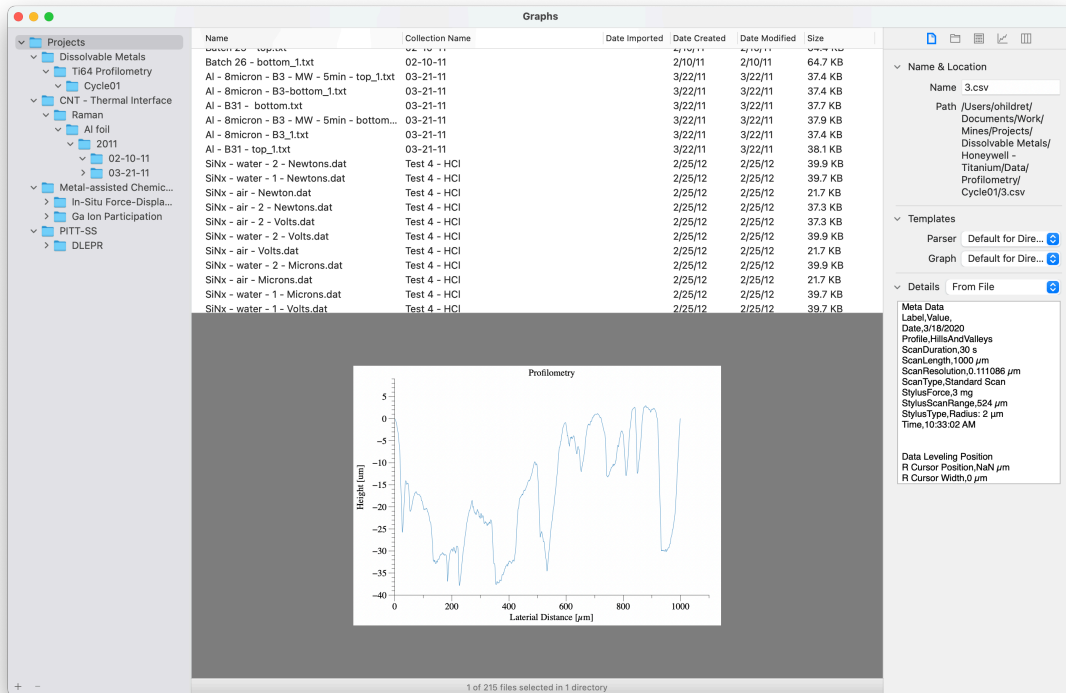 Graphs
Projects
Dissolvable Metals
Ti64 Profilometry
Cycle01
CNT - Thermal Interface
Raman
Al foil
2011
02-10-11
03-21-11
Metal-assisted Chemic...
In-Situ Force-Displa...
Ga Ion Participation
PITT-SS
DLEPR
Name Collection Name Date Imported Date Created Date Modified Size
Batch 26 - bottom_1.txt 02-10-11 2/10/11 2/10/11 64.7 KB
Al - 8micron - B3 - MW - 5min - top_1.txt 03-21-11 3/22/11 3/22/11 37.4 KB
Al - 8micron - B3-bottom_1.txt 03-21-11 3/22/11 3/22/11 37.4 KB
Al - B31 - bottom.txt 03-21-11 3/22/11 3/22/11 37.7 KB
Al - 8micron - B3 - MW - 5min - bottom... 03-21-11 3/22/11 3/22/11 37.9 KB
Al - 8micron - B3_1.txt 03-21-11 3/22/11 3/22/11 37.4 KB
Al - B31 - top_1.txt 03-21-11 3/22/11 3/22/11 38.1 KB
SiNx - water - 2 - Newtons.dat Test 4 - HCl 2/25/12 2/25/12 39.9 KB
SiNx - water - 1 - Newtons.dat Test 4 - HCl 2/25/12 2/25/12 39.7 KB
SiNx - air - Newton.dat Test 4 - HCl 2/25/12 2/25/12 21.7 KB
SiNx - air - 2 - Newtons.dat Test 4 - HCl 2/25/12 2/25/12 37.3 KB
SiNx - air - 2 - Volts.dat Test 4 - HCl 2/25/12 2/25/12 37.3 KB
SiNx - water - 2 - Volts.dat Test 4 - HCl 2/25/12 2/25/12 39.9 KB
SiNx - air - Volts.dat Test 4 - HCl 2/25/12 2/25/12 21.7 KB
SiNx - water - 2 - Microns.dat Test 4 - HCl 2/25/12 2/25/12 39.9 KB
SiNx - air - Microns.dat Test 4 - HCl 2/25/12 2/25/12 21.7 KB
SiNx - water - 1 - Microns.dat Test 4 - HCl 2/25/12 2/25/12 39.7 KB
SiNx - water - 1 - Volts.dat Test 4 - HCl 2/25/12 2/25/12 39.7 KB
Profilometry
Height [um]
5
0
−5
−10
−15
−20
−25
−30
−35
−40
0 200 400 600 800 1000
Laterial Distance [μm]
1 of 215 files selected in 1 directory
Name & Location
Name 3.csv
Path /Users/ohildret/
Documents/Work/
Mines/Projects/
Dissolvable Metals/
Honeywell -
Titanium/Data/
Profilometry/
Cycle01/3.csv
Templates
Parser Default for Dire...
Graph Default for Dire...
Details From File
Meta Data
Label,Value,
Date,3/18/2020
Profile,HillsAndValleys
ScanDuration,30 s
ScanLength,1000 μm
ScanResolution,0.111086 μm
ScanType,Standard Scan
StylusForce,3 mg
StylusScanRange,524 μm
StylusType,Radius: 2 μm
Time,10:33:02 AM
Data Leveling Position
R Cursor Position,NaN μm
R Cursor Width,0 μm